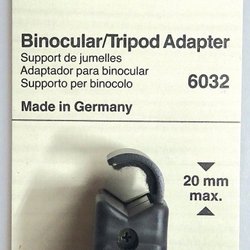 Binocular/Tripod Adapter
Support de jumelles
Adaptador para binocular
Supporto per binocolo
6032
Made in Germany
20 mm
max.